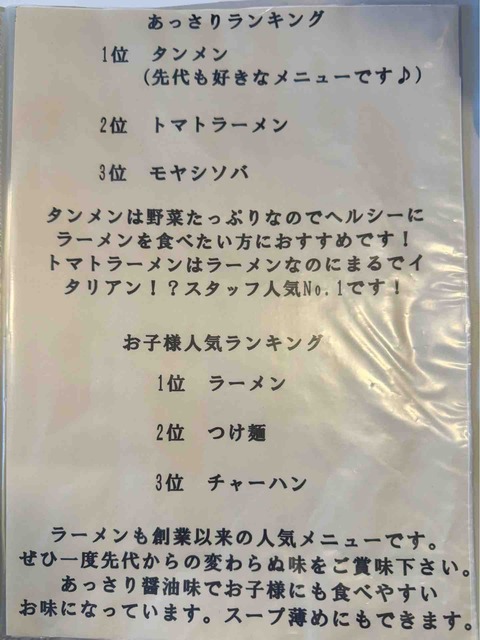 あっさりランキング
1位 タンメン
(先代も好きなメニューです♪)
2位 トマトラーメン
3位 モヤシソバ
タンメンは野菜たっぷりなのでヘルシーに
ラーメンを食べたい方におすすめです!
トマトラーメンはラーメンなのにまるでイ
タリアン!?スタッフ人気No.1です!
お子様人気ランキング
1位 ラーメン
2位 つけ麺
3位 チャーハン
ラーメンも創業以来の人気メニューです。
ぜひ一度先代からの変わらぬ味をご賞味下さい。
あっさり醤油味でお子様にも食べやすい
お味になっています。スープ薄めにもできます。